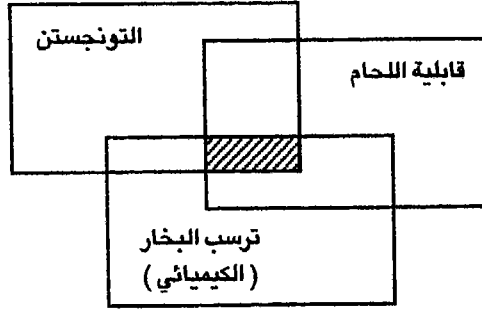 التونجستن
قابلية اللحام
ترسب البخار
(الكيميائي)